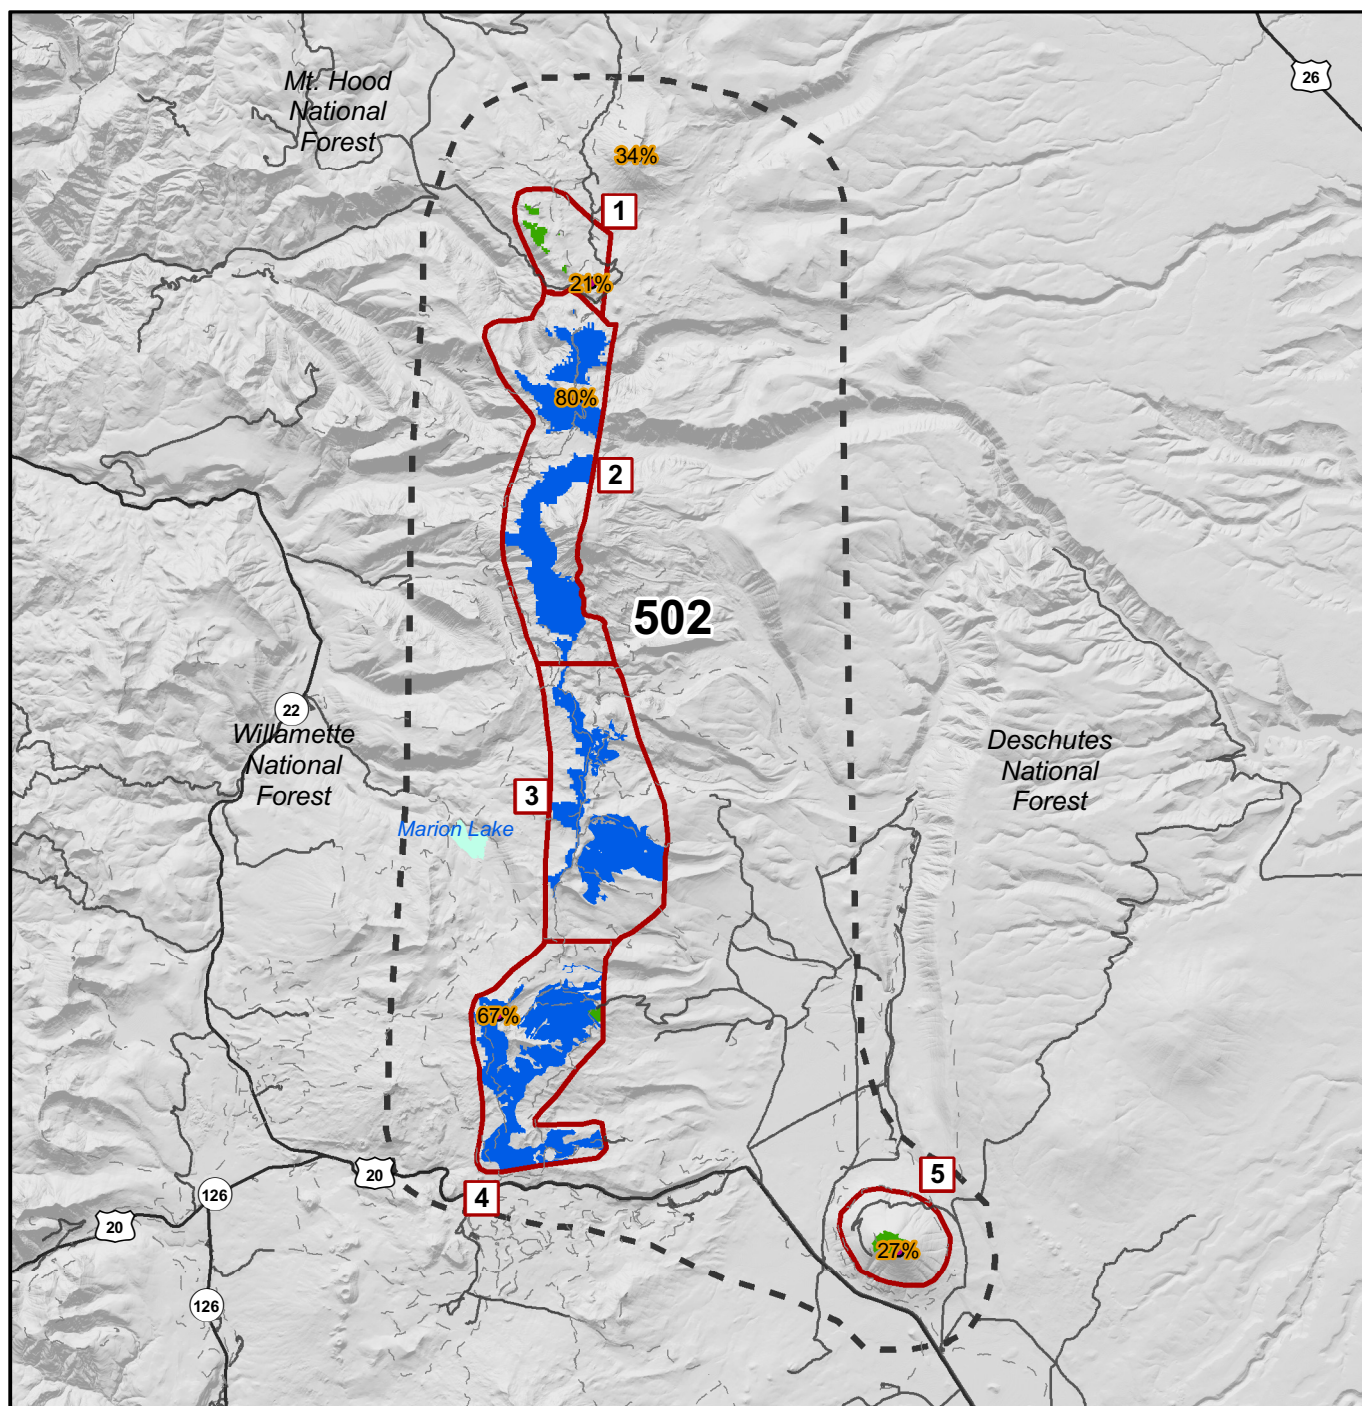 26
Mt. Hood
National
Forest
34%
1
21%
80%
2
502
22
Willamette
National
Forest
Deschutes
National
Forest
3
Marion Lake
67%
5
20
126
4
20
27%
126